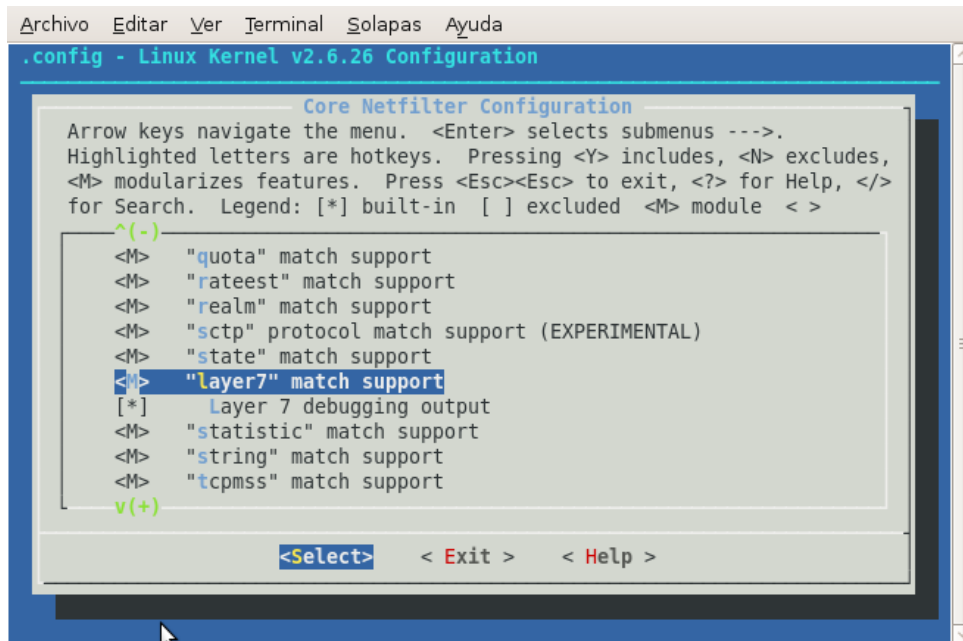 Archivo Editar Ver Terminal Solapas Ayuda
.config - Linux Kernel v2.6.26 Configuration
Core Netfilter Configuration
Arrow keys navigate the menu. <Enter> selects submenus --->.
Highlighted letters are hotkeys. Pressing <Y> includes, <N> excludes,
<M> modularizes features. Press <Esc><Esc> to exit, <?> for Help, </>
for Search. Legend: [*] built-in [ ] excluded <M> module < >
^(-)
<M> "quota" match support
<M> "rateest" match support
<M> "realm" match support
<M> "sctp" protocol match support (EXPERIMENTAL)
<M> "state" match support
<M> "layer7" match support
[*] Layer 7 debugging output
<M> "statistic" match support
<M> "string" match support
<M> "tcpmss" match support
v(+)
<Select> < Exit > < Help >